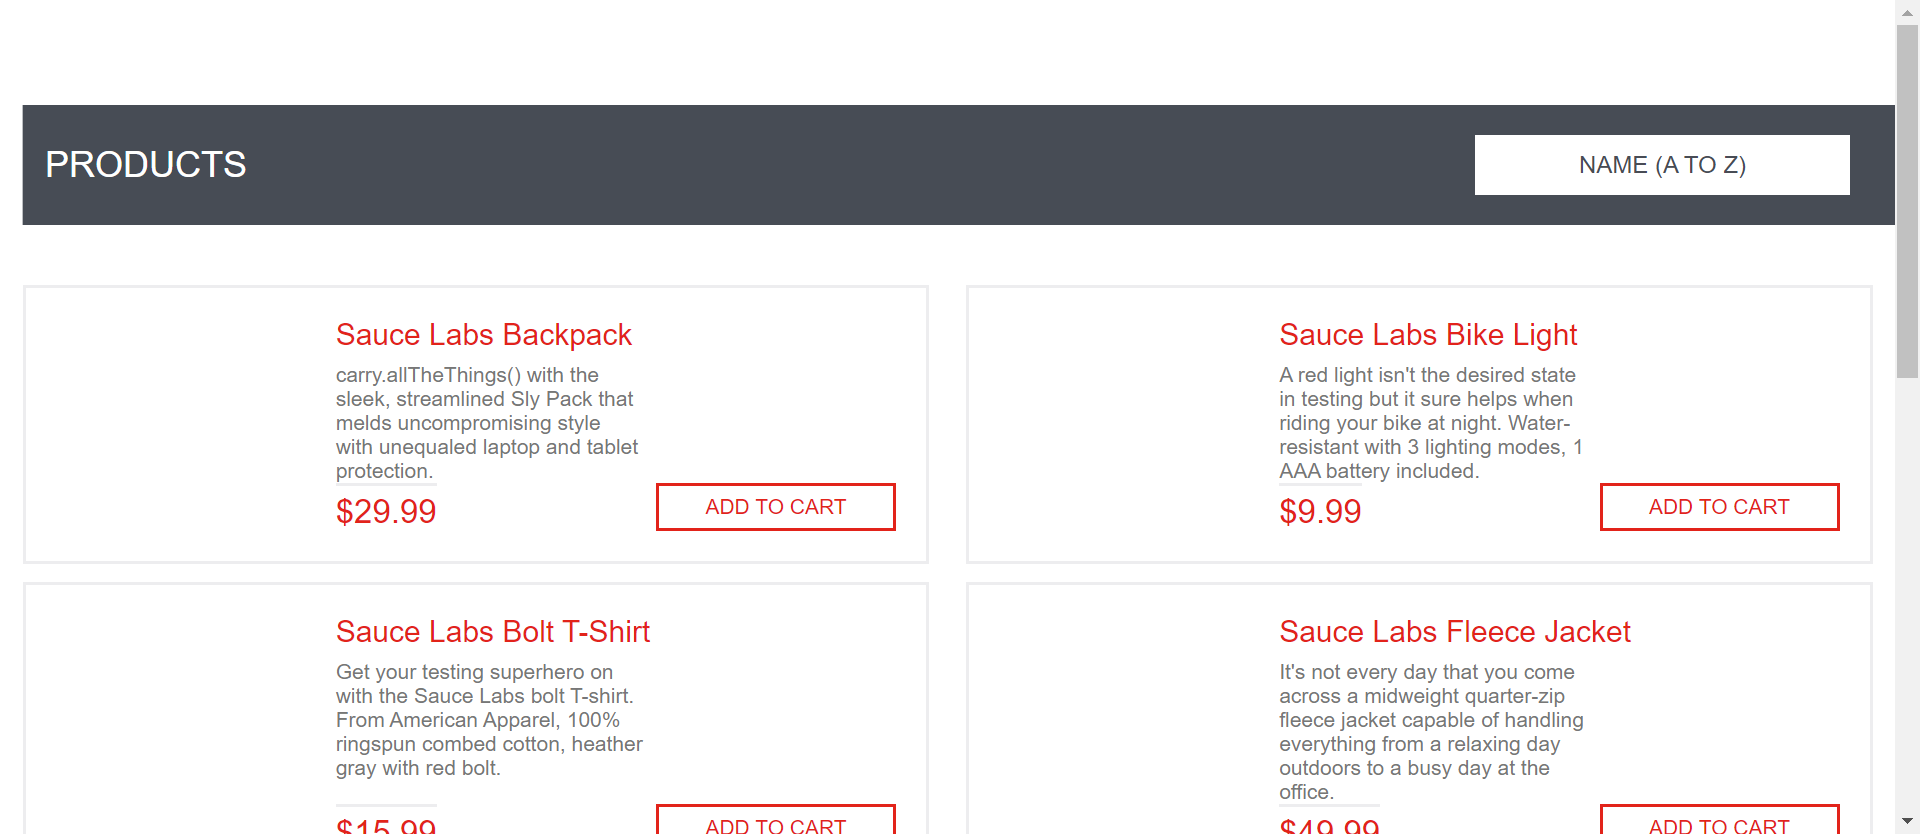 PRODUCTS
NAME (A TO Z)
Sauce Labs Backpack
carry.allTheThings() with the
sleek, streamlined Sly Pack that
melds uncompromising style
with unequaled laptop and tablet
protection.
$29.99
ADD TO CART
Sauce Labs Bike Light
A red light isn't the desired state
in testing but it sure helps when
riding your bike at night. Water-
resistant with 3 lighting modes, 1
AAA battery included.
$9.99
ADD TO CART
Sauce Labs Bolt T-Shirt
Get your testing superhero on
with the Sauce Labs bolt T-shirt.
From American Apparel, 100%
ringspun combed cotton, heather
gray with red bolt.
$15.99
ADD TO CART
Sauce Labs Fleece Jacket
It's not every day that you come
across a midweight quarter-zip
fleece jacket capable of handling
everything from a relaxing day
outdoors to a busy day at the
office.
$49.99
ADD TO CART